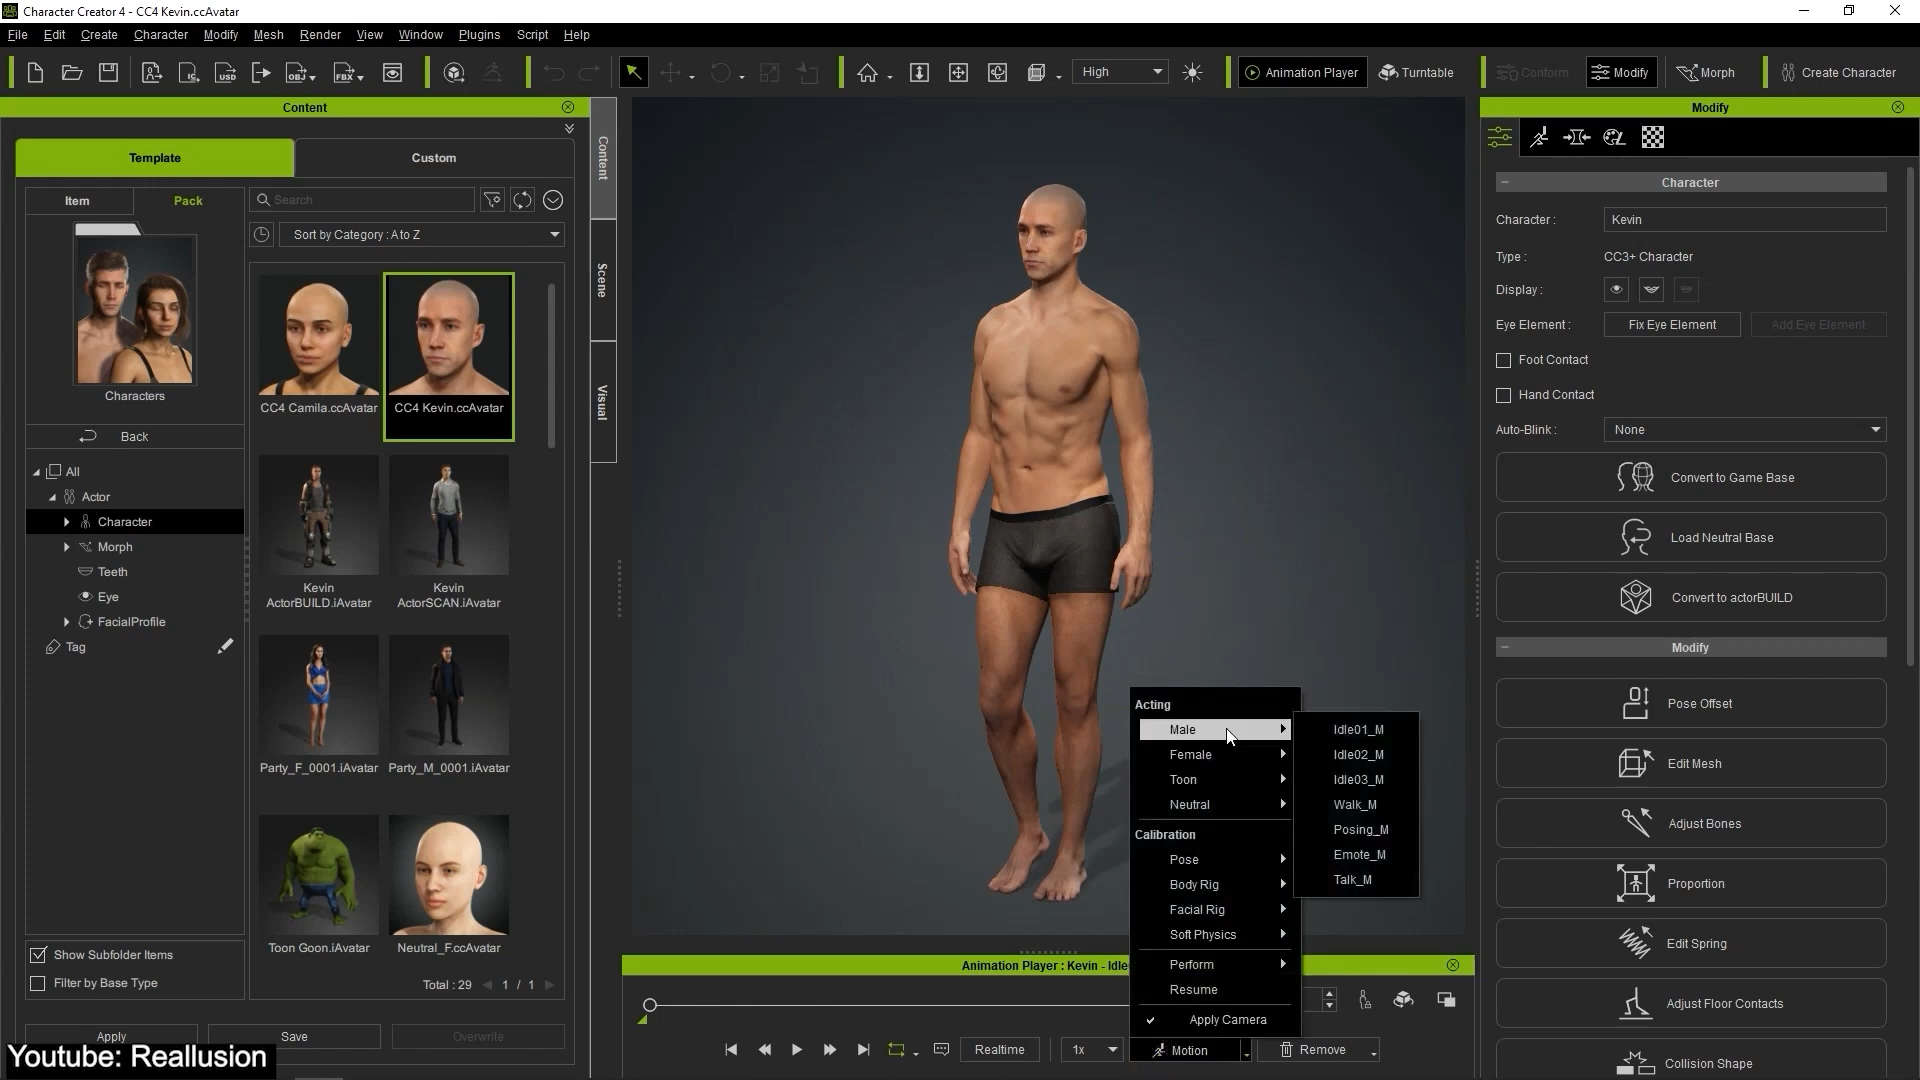 Character Creator 4 - CC4 Kevin.ccAvatar
File Edit Create Character Modify Mesh Render View Window Plugins Script Help
High
Animation Player
Turntable
Conform
Modify
Morph
Create Character
Content
Template
Custom
Item
Pack
Search
Sort by Category : A to Z
Characters
Back
All
Actor
Character
Morph
Teeth
Eye
FacialProfile
Tag
CC4 Camila.ccAvatar
CC4 Kevin.ccAvatar
Kevin
ActorBUILD.iAvatar
Kevin
ActorSCAN.iAvatar
Party_F_0001.iAvatar
Party_M_0001.iAvatar
Toon Goon.iAvatar
Neutral_F.ccAvatar
Show Subfolder Items
Filter by Base Type
Total : 29
1 / 1
Apply
Save
Overwrite
Youtube: Reallusion
Content
Scene
Visual
Acting
Male
Female
Toon
Neutral
Calibration
Pose
Body Rig
Facial Rig
Soft Physics
Perform
Resume
Apply Camera
Idle01_M
Idle02_M
Idle03_M
Walk_M
Posing_M
Emote_M
Talk_M
Animation Player : Kevin - Idle
Realtime
1x
Motion
Remove
Modify
Character
Character :
Kevin
Type :
CC3+ Character
Display :
Eye Element :
Fix Eye Element
Add Eye Element
Foot Contact
Hand Contact
Auto-Blink :
None
Convert to Game Base
Load Neutral Base
Convert to actorBUILD
Modify
Pose Offset
Edit Mesh
Adjust Bones
Proportion
Edit Spring
Adjust Floor Contacts
Collision Shape